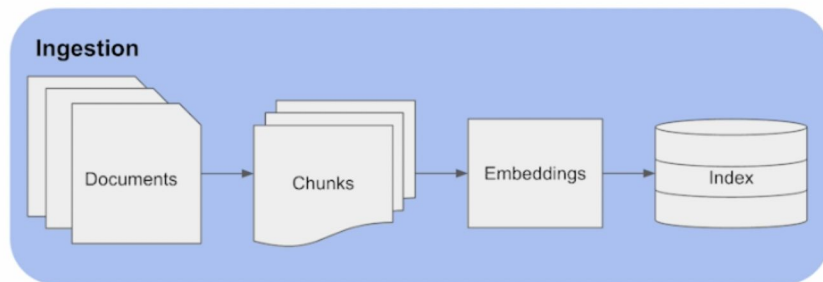 Ingestion
Documents
Chunks
Embeddings
Index